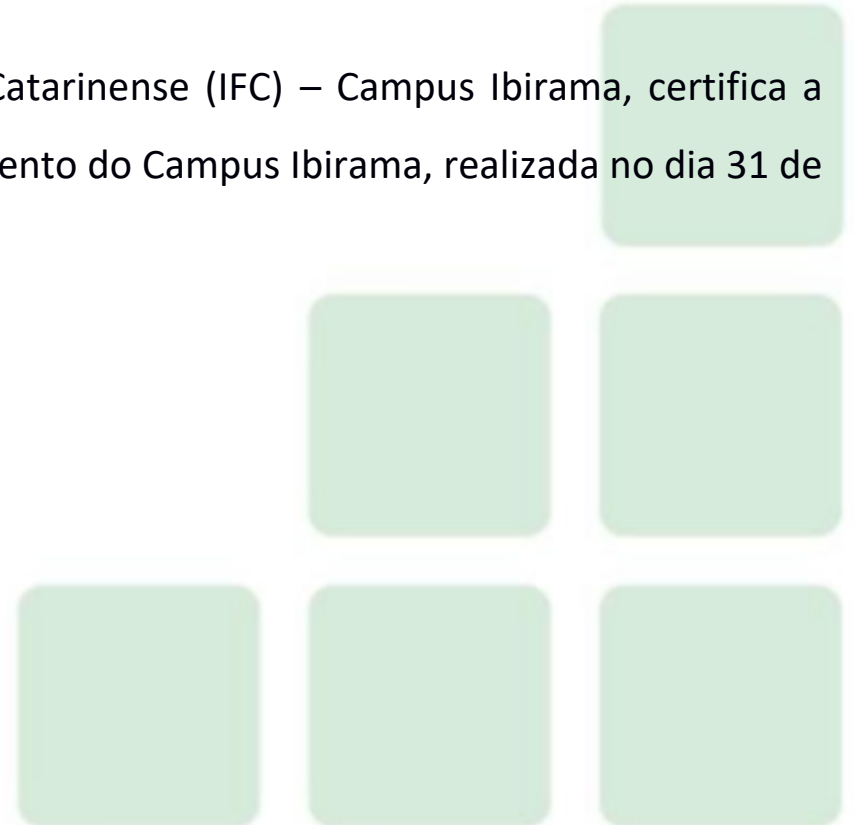 Catarinense (IFC) – Campus Ibirama, certifica a
ento do Campus Ibirama, realizada no dia 31 de